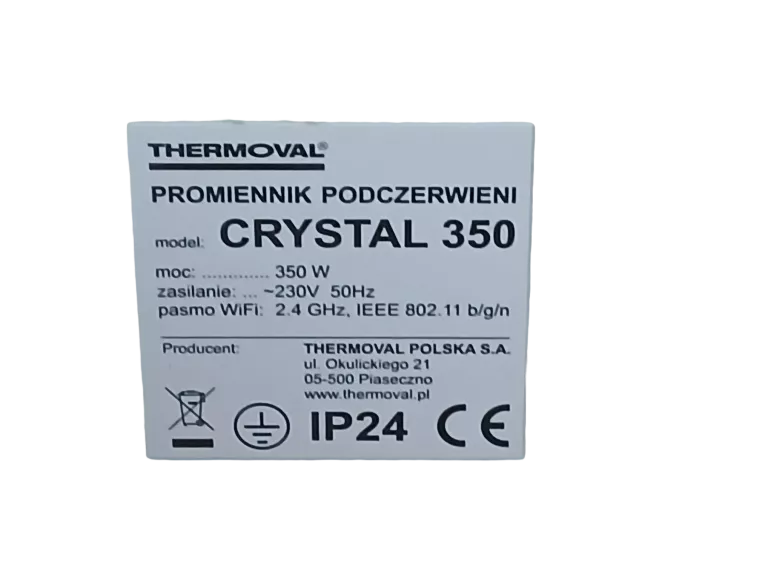 THERMOVAL®
PROMIENNIK PODCZERWIENI
model: CRYSTAL 350
moc: ............. 350 W
zasilanie: ... ~230V 50Hz
pasmo WiFi: 2.4 GHz, IEEE 802.11 b/g/n
Producent: THERMOVAL POLSKA S.A.
ul. Okulickiego 21
05-500 Piaseczno
www.thermoval.pl
IP24 CE